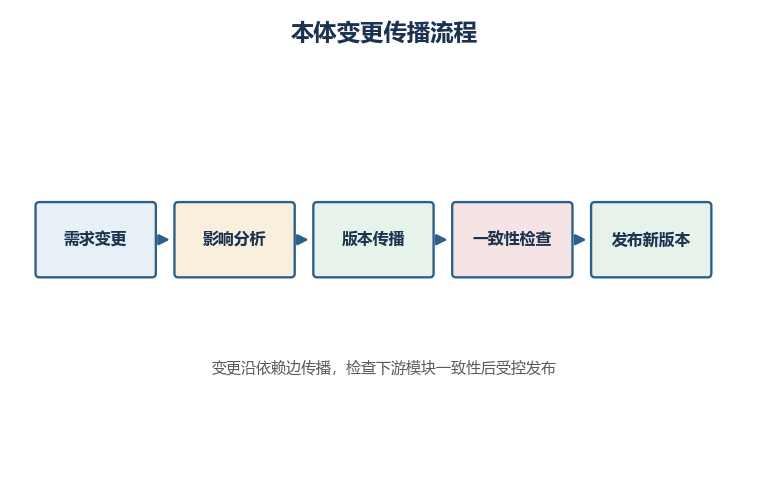 本体变更传播流程
需求变更
影响分析
版本传播
一致性检查
发布新版本
变更沿依赖边传播，检查下游模块一致性后受控发布